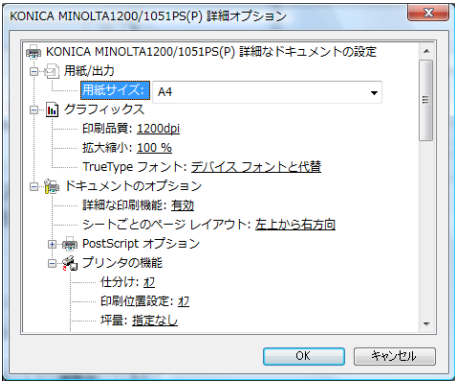 KONICA MINOLTA1200/1051PS(P) 詳細オプション
KONICA MINOLTA1200/1051PS(P) 詳細なドキュメントの設定
用紙/出力
用紙サイズ: A4
グラフィックス
印刷品質: 1200dpi
拡大縮小: 100 %
TrueType フォント: デバイス フォントと代替
ドキュメントのオプション
詳細な印刷機能: 有効
シートごとのページ レイアウト: 左上から右方向
PostScript オプション
プリンタの機能
仕分け: ｵﾌ
印刷位置設定: ｵﾌ
坪量: 指定なし
OK キャンセル